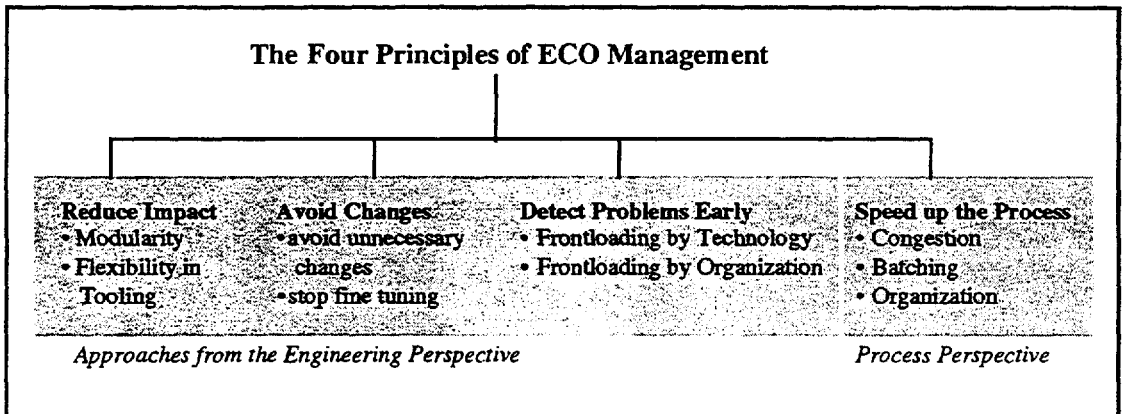 The Four Principles of ECO Management
Reduce Impact
• Modularity
• Flexibility in
Tooling
Avoid Changes
•avoid unnecessary
changes
•stop fine tuning
Detect Problems Early
• Frontloading by Technology
• Frontloading by Organization
Speed up the Process
• Congestion
• Batching
• Organization
Approaches from the Engineering Perspective
Process Perspective